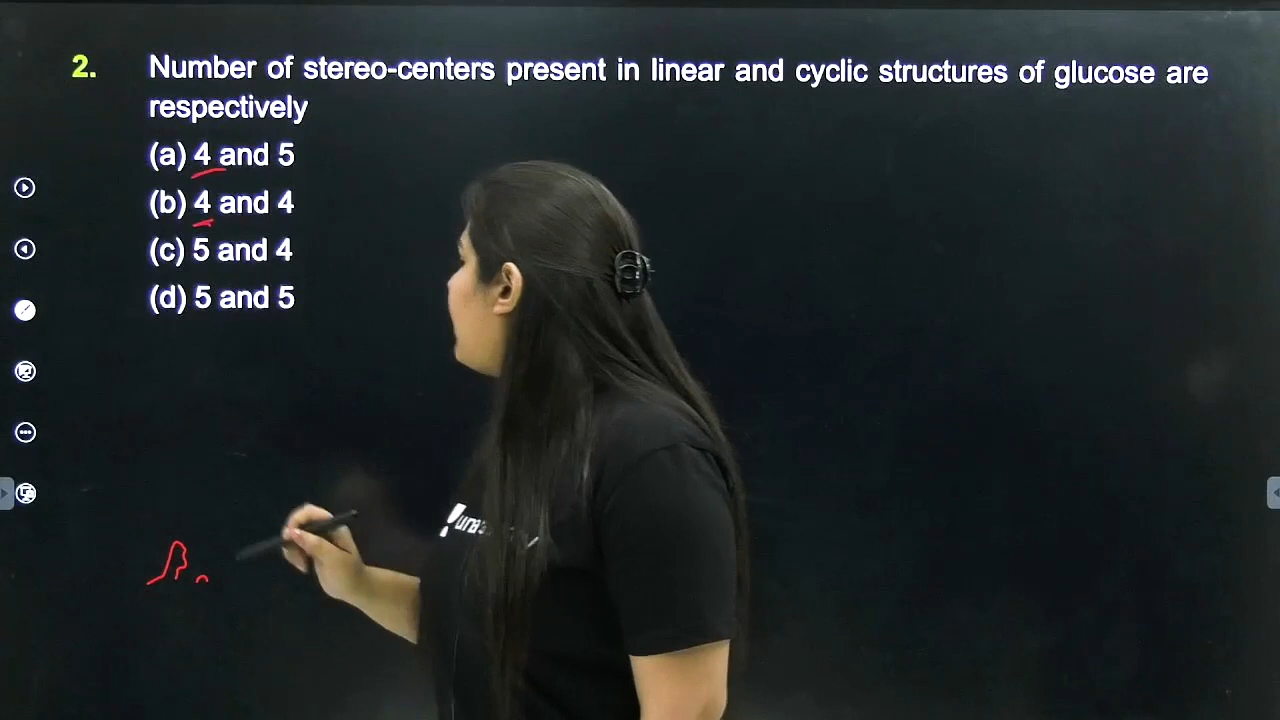 2. Number of stereo-centers present in linear and cyclic structures of glucose are
respectively
(a) 4 and 5
(b) 4 and 4
(c) 5 and 4
(d) 5 and 5